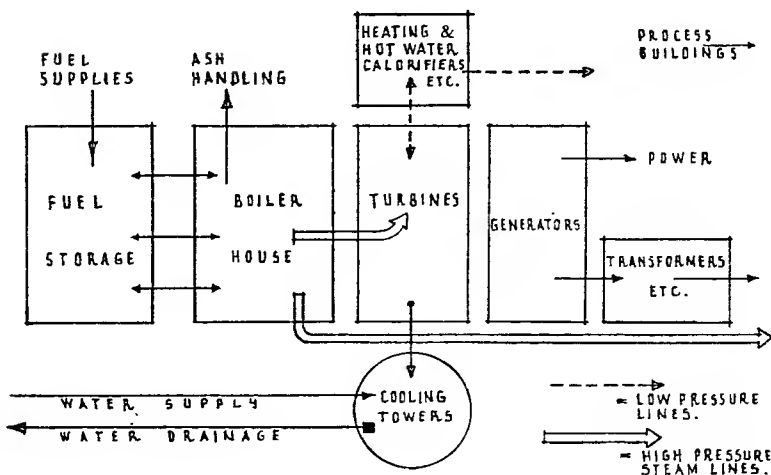 FUEL
SUPPLIES
ASH
HANDLING
HEATING &
HOT WATER
CALORIFIERS
ETC.
PROCESS
BUILDINGS
FUEL
STORAGE
BOILER
HOUSE
TURBINES
GENERATORS
POWER
TRANSFORMERS
ETC.
WATER SUPPLY
WATER DRAINAGE
COOLING
TOWERS
= LOW PRESSURE
LINES.
= HIGH PRESSURE
STEAM LINES.